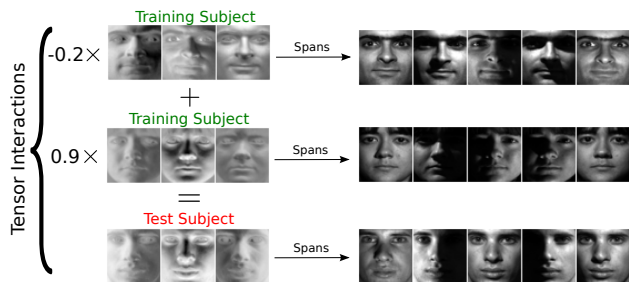 Tensor Interactions
Training Subject
-0.2×
Spans
+
Training Subject
0.9×
Spans
=
Test Subject
Spans